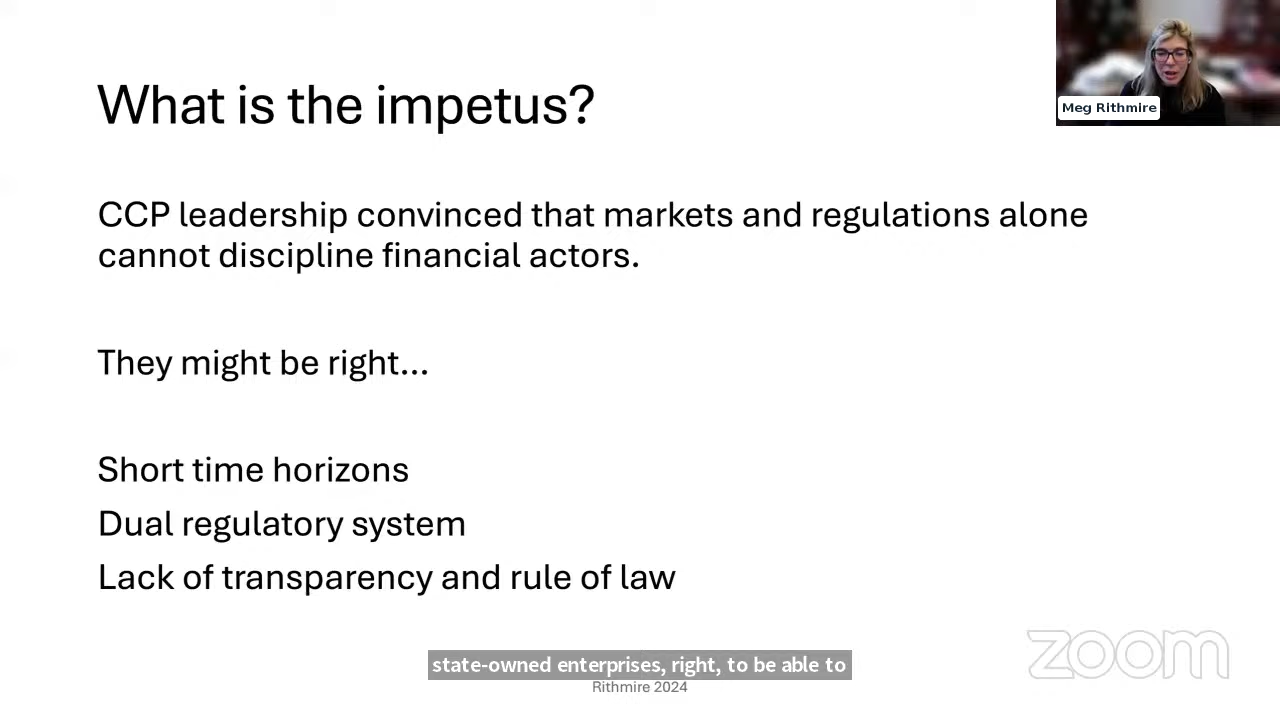 What is the impetus?
Meg Rithmire
CCP leadership convinced that markets and regulations alone
cannot discipline financial actors.
They might be right...
Short time horizons
Dual regulatory system
Lack of transparency and rule of law
zoom
state-owned enterprises, right, to be able to
Rithmire 2024